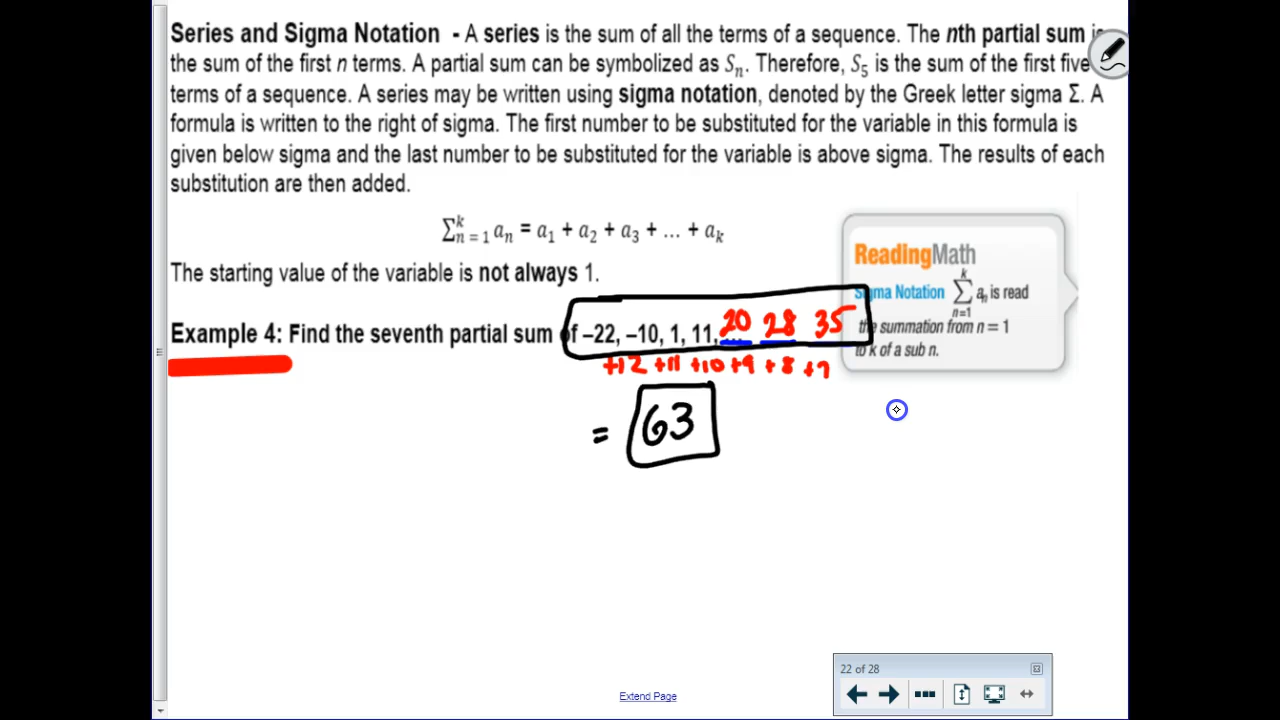 Series and Sigma Notation - A series is the sum of all the terms of a sequence. The nth partial sum is
the sum of the first n terms. A partial sum can be symbolized as Sn. Therefore, S5 is the sum of the first five
terms of a sequence. A series may be written using sigma notation, denoted by the Greek letter sigma Σ. A
formula is written to the right of sigma. The first number to be substituted for the variable in this formula is
given below sigma and the last number to be substituted for the variable is above sigma. The results of each
substitution are then added.
Σ k n = 1 an = a1 + a2 + a3 + ... + ak
The starting value of the variable is not always 1.
ReadingMath
Sigma Notation k Σ n=1 an is read
the summation from n = 1
to k of a sub n.
Example 4: Find the seventh partial sum of –22, –10, 1, 11, ... 20 28 35
+12 +11 +10 +9 +8 +7
= 63
22 of 28
Extend Page